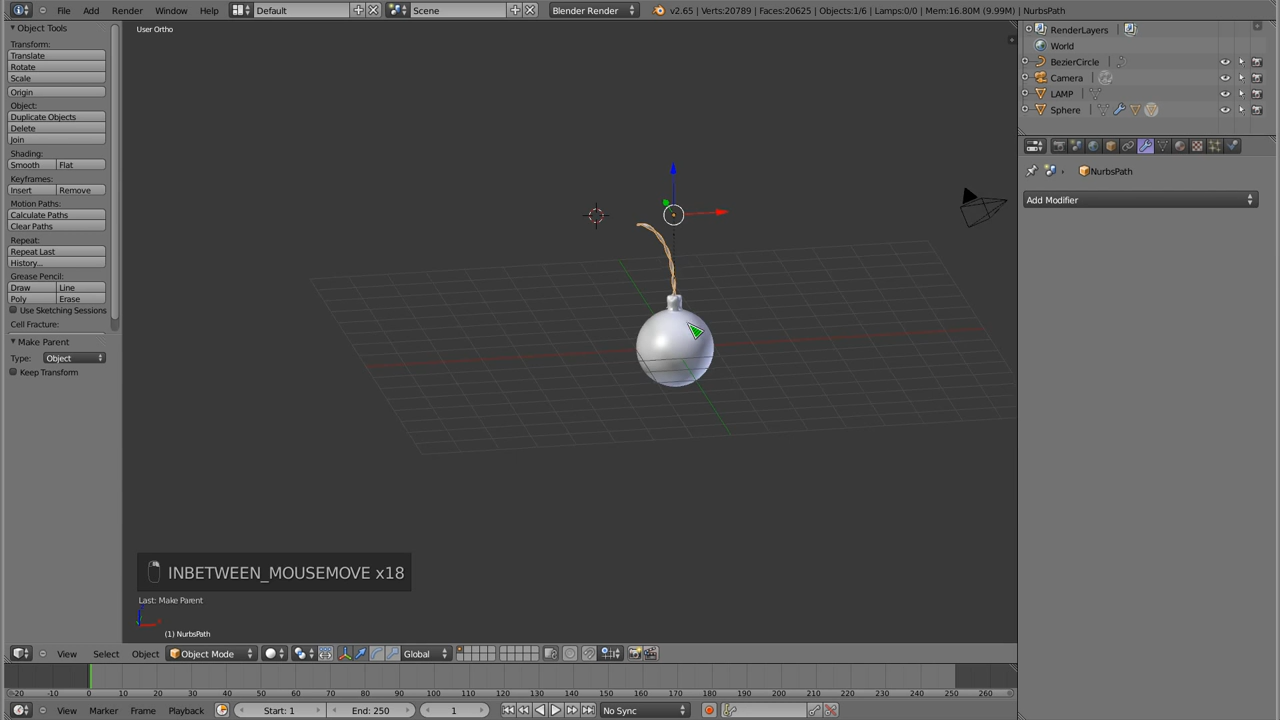 File Add Render Window Help Default Scene Blender Render v2.65 | Verts:20789 | Faces:20625 | Objects:1/6 | Lamps:0/0 | Mem:16.80M (9.99M) | NurbsPath
Object Tools
Transform:
Translate
Rotate
Scale
Origin
Object:
Duplicate Objects
Delete
Join
Shading:
Smooth Flat
Keyframes:
Insert Remove
Motion Paths:
Calculate Paths
Clear Paths
Repeat:
Repeat Last
History...
Grease Pencil:
Draw Line
Poly Erase
Use Sketching Sessions
Cell Fracture:
Make Parent
Type: Object
Keep Transform
User Ortho
INBETWEEN_MOUSEMOVE x18
Last: Make Parent
(1) NurbsPath
RenderLayers
World
BezierCircle
Camera
LAMP
Sphere
NurbsPath
Add Modifier
View Select Object Object Mode Global
-20 -10 0 10 20 30 40 50 60 70 80 90 100 110 120 130 140 150 160 170 180 190 200 210 220 230 240 250 260
View Marker Frame Playback Start: 1 End: 250 1 No Sync